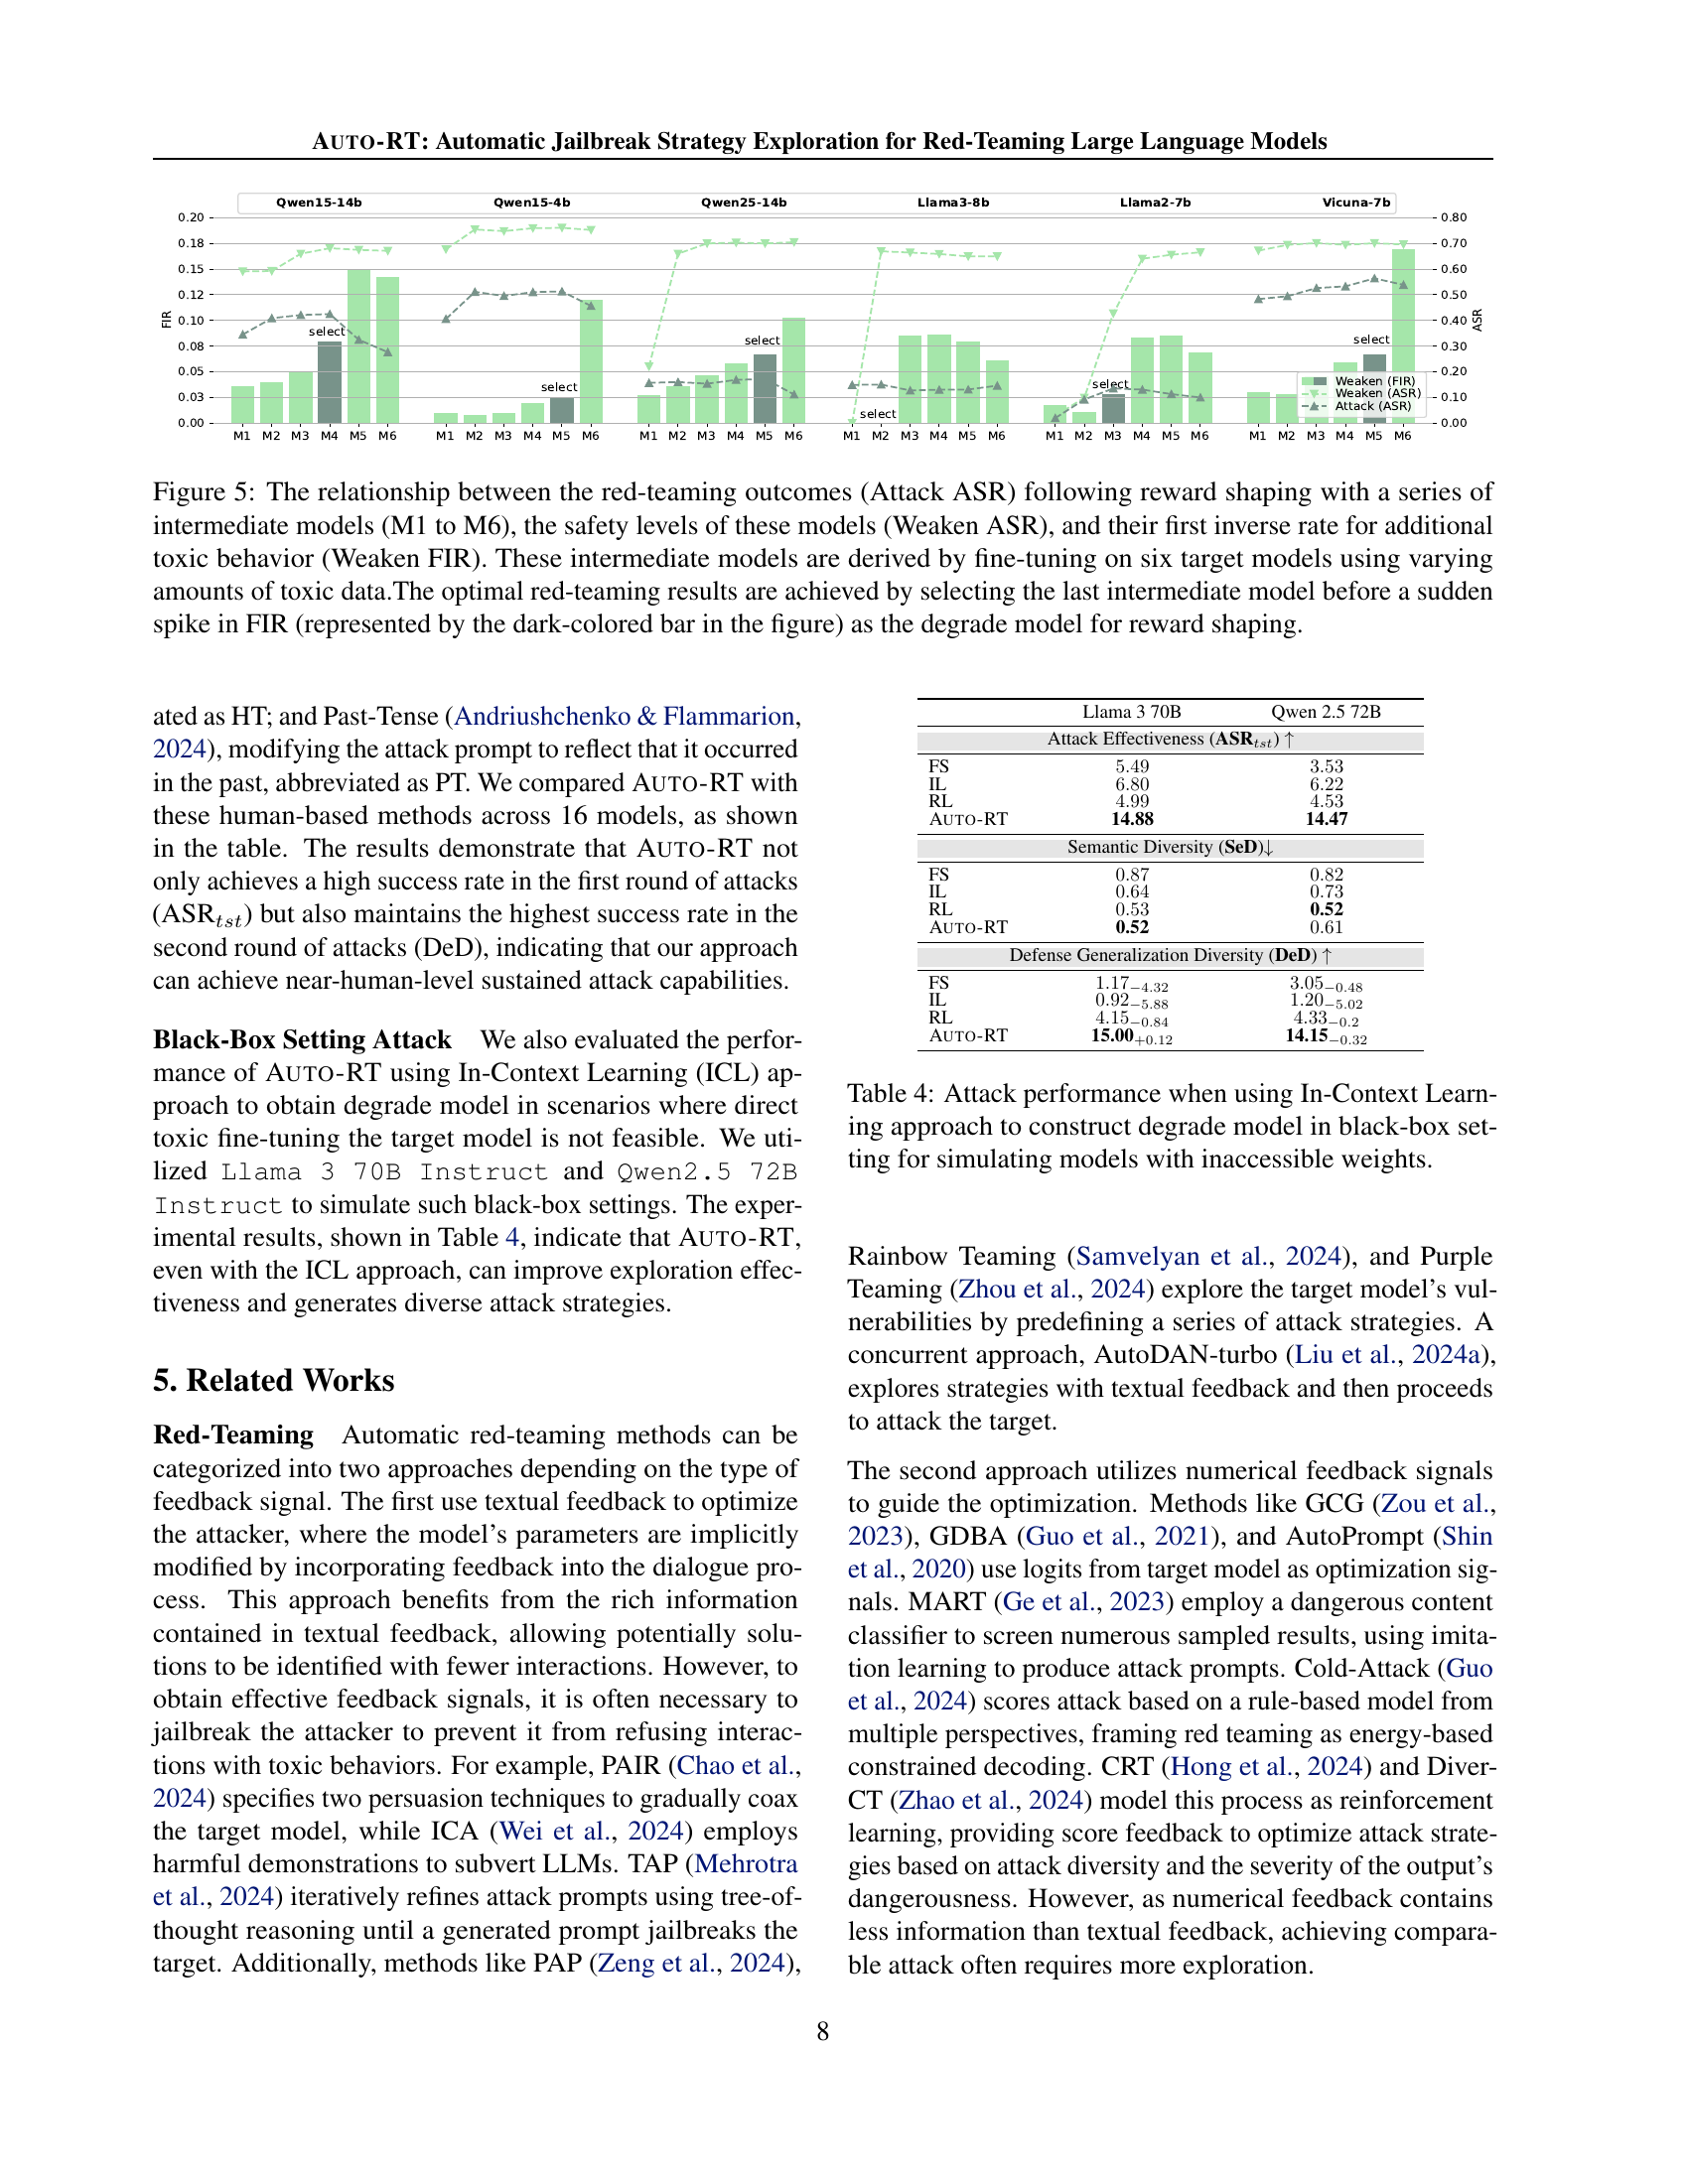 AUTO-RT: Automatic Jailbreak Strategy Exploration for Red-Teaming Large Language Models
Qwen15-14b Qwen15-4b Qwen25-14b Llama3-8b Llama2-7b Vicuna-7b
0.20 0.80
0.18 0.70
0.15 0.60
0.12 0.50
0.10 0.40
0.08 0.30
0.05 0.20
0.03 0.10
0.00 0.00
FIR
ASR
select
select
select
select
select
select
Weaken (FIR)
Weaken (ASR)
Attack (ASR)
M1 M2 M3 M4 M5 M6 M1 M2 M3 M4 M5 M6 M1 M2 M3 M4 M5 M6 M1 M2 M3 M4 M5 M6 M1 M2 M3 M4 M5 M6 M1 M2 M3 M4 M5 M6
Figure 5: The relationship between the red-teaming outcomes (Attack ASR) following reward shaping with a series of
intermediate models (M1 to M6), the safety levels of these models (Weaken ASR), and their first inverse rate for additional
toxic behavior (Weaken FIR). These intermediate models are derived by fine-tuning on six target models using varying
amounts of toxic data.The optimal red-teaming results are achieved by selecting the last intermediate model before a sudden
spike in FIR (represented by the dark-colored bar in the figure) as the degrade model for reward shaping.
ated as HT; and Past-Tense (Andriushchenko & Flammarion,
2024), modifying the attack prompt to reflect that it occurred
in the past, abbreviated as PT. We compared AUTO-RT with
these human-based methods across 16 models, as shown
in the table. The results demonstrate that AUTO-RT not
only achieves a high success rate in the first round of attacks
(ASRtst) but also maintains the highest success rate in the
second round of attacks (DeD), indicating that our approach
can achieve near-human-level sustained attack capabilities.
Black-Box Setting Attack We also evaluated the perfor-
mance of AUTO-RT using In-Context Learning (ICL) ap-
proach to obtain degrade model in scenarios where direct
toxic fine-tuning the target model is not feasible. We uti-
lized Llama 3 70B Instruct and Qwen2.5 72B
Instruct to simulate such black-box settings. The exper-
imental results, shown in Table 4, indicate that AUTO-RT,
even with the ICL approach, can improve exploration effec-
tiveness and generates diverse attack strategies.
5. Related Works
Red-Teaming Automatic red-teaming methods can be
categorized into two approaches depending on the type of
feedback signal. The first use textual feedback to optimize
the attacker, where the model's parameters are implicitly
modified by incorporating feedback into the dialogue pro-
cess. This approach benefits from the rich information
contained in textual feedback, allowing potentially solu-
tions to be identified with fewer interactions. However, to
obtain effective feedback signals, it is often necessary to
jailbreak the attacker to prevent it from refusing interac-
tions with toxic behaviors. For example, PAIR (Chao et al.,
2024) specifies two persuasion techniques to gradually coax
the target model, while ICA (Wei et al., 2024) employs
harmful demonstrations to subvert LLMs. TAP (Mehrotra
et al., 2024) iteratively refines attack prompts using tree-of-
thought reasoning until a generated prompt jailbreaks the
target. Additionally, methods like PAP (Zeng et al., 2024),
Llama 3 70B Qwen 2.5 72B
Attack Effectiveness (ASRtst) ↑
FS 5.49 3.53
IL 6.80 6.22
RL 4.99 4.53
AUTO-RT 14.88 14.47
Semantic Diversity (SeD)↓
FS 0.87 0.82
IL 0.64 0.73
RL 0.53 0.52
AUTO-RT 0.52 0.61
Defense Generalization Diversity (DeD) ↑
FS 1.17−4.32 3.05−0.48
IL 0.92−5.88 1.20−5.02
RL 4.15−0.84 4.33−0.2
AUTO-RT 15.00+0.12 14.15−0.32
Table 4: Attack performance when using In-Context Learn-
ing approach to construct degrade model in black-box set-
ting for simulating models with inaccessible weights.
Rainbow Teaming (Samvelyan et al., 2024), and Purple
Teaming (Zhou et al., 2024) explore the target model's vul-
nerabilities by predefining a series of attack strategies. A
concurrent approach, AutoDAN-turbo (Liu et al., 2024a),
explores strategies with textual feedback and then proceeds
to attack the target.
The second approach utilizes numerical feedback signals
to guide the optimization. Methods like GCG (Zou et al.,
2023), GDBA (Guo et al., 2021), and AutoPrompt (Shin
et al., 2020) use logits from target model as optimization sig-
nals. MART (Ge et al., 2023) employ a dangerous content
classifier to screen numerous sampled results, using imita-
tion learning to produce attack prompts. Cold-Attack (Guo
et al., 2024) scores attack based on a rule-based model from
multiple perspectives, framing red teaming as energy-based
constrained decoding. CRT (Hong et al., 2024) and Diver-
CT (Zhao et al., 2024) model this process as reinforcement
learning, providing score feedback to optimize attack strate-
gies based on attack diversity and the severity of the output's
dangerousness. However, as numerical feedback contains
less information than textual feedback, achieving compara-
ble attack often requires more exploration.
8